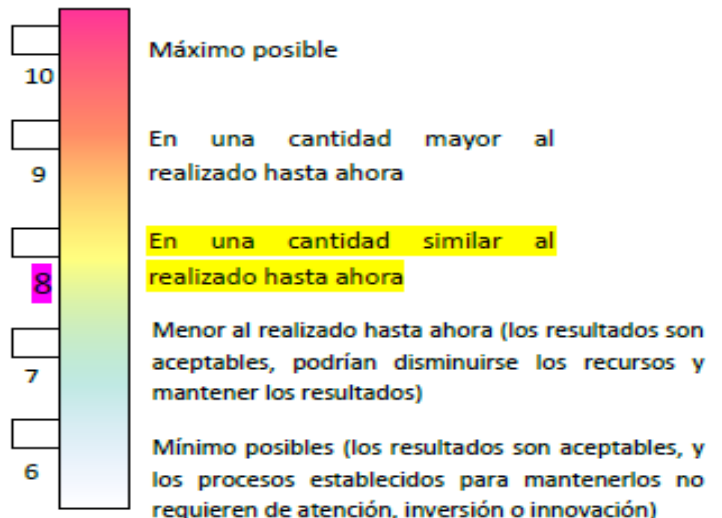 Máximo posible
10
En una cantidad mayor al
9 realizado hasta ahora
En una cantidad similar al
8 realizado hasta ahora
Menor al realizado hasta ahora (los resultados son
aceptables, podrían disminuirse los recursos y
7
mantener los resultados)
Mínimo posibles (los resultados son aceptables, y
6
los procesos establecidos para mantenerlos no
requieren de atención, inversión o innovación)